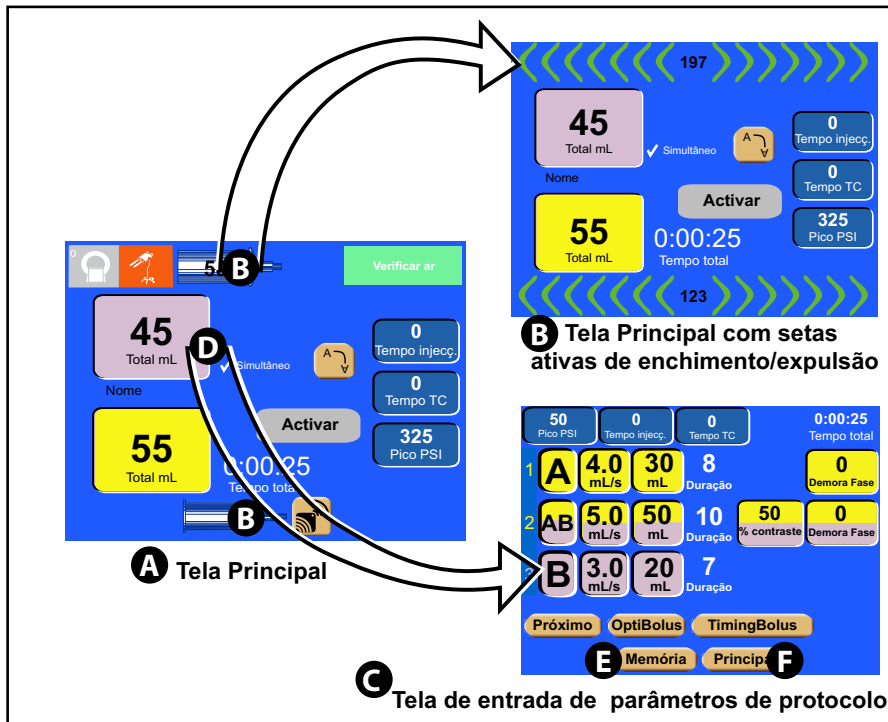 197
45
Total mL
Simultâneo
A
A
Nome
55
Total mL
Activar
0:00:25
Tempo total
0
Tempo injecç.
0
Tempo TC
325
Pico PSI
123
B Tela Principal com setas
ativas de enchimento/expulsão
0
B
Verificar ar
45
Total mL
D
Simultâneo
A
A
Nome
55
Total mL
Activar
0:00:25
Tempo total
0
Tempo injecç.
0
Tempo TC
325
Pico PSI
B
A Tela Principal
50
Pico PSI
0
Tempo injecç.
0
Tempo TC
0:00:25
Tempo total
1 A 4.0 mL/s 30 mL 8 Duração 0 Demora Fase
2 AB 5.0 mL/s 50 mL 10 Duração 50 % contraste 0 Demora Fase
B 3.0 mL/s 20 mL 7 Duração
Próximo OptiBolus TimingBolus
E Memória F
C Tela de entrada de parâmetros de protocolo